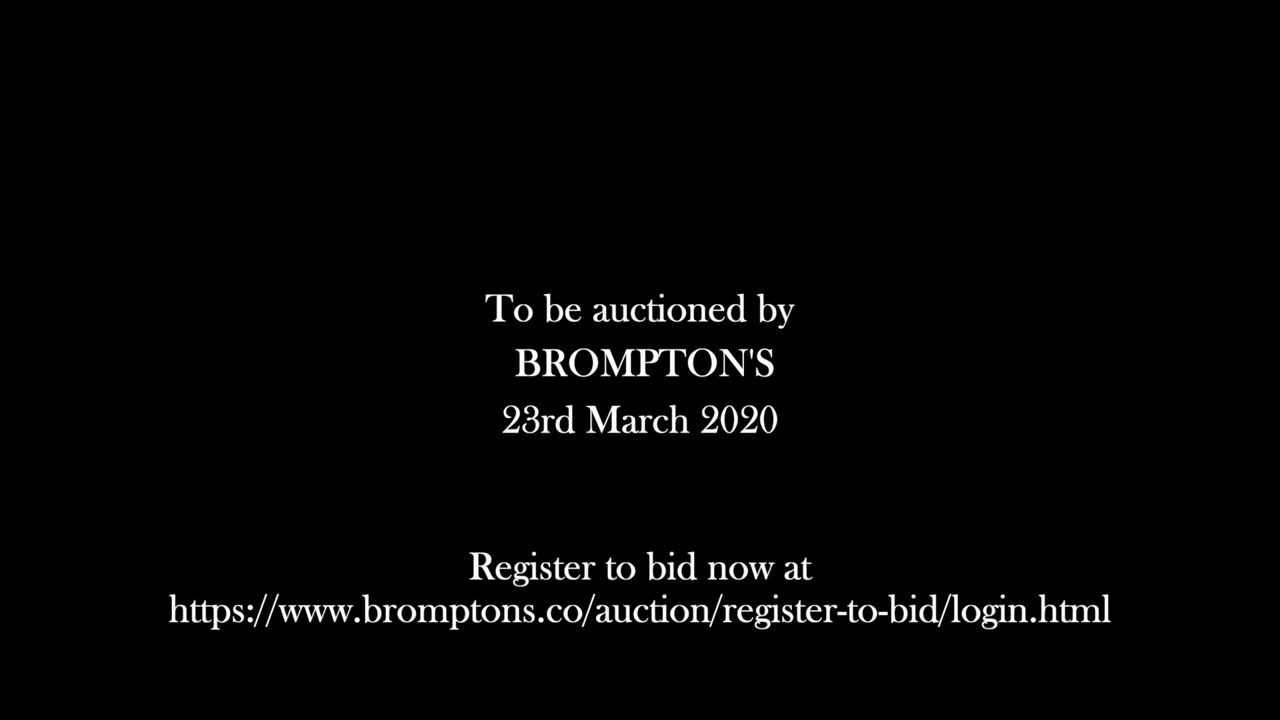 To be auctioned by
BROMPTON'S
23rd March 2020
Register to bid now at
https://www.bromptons.co/auction/register-to-bid/login.html